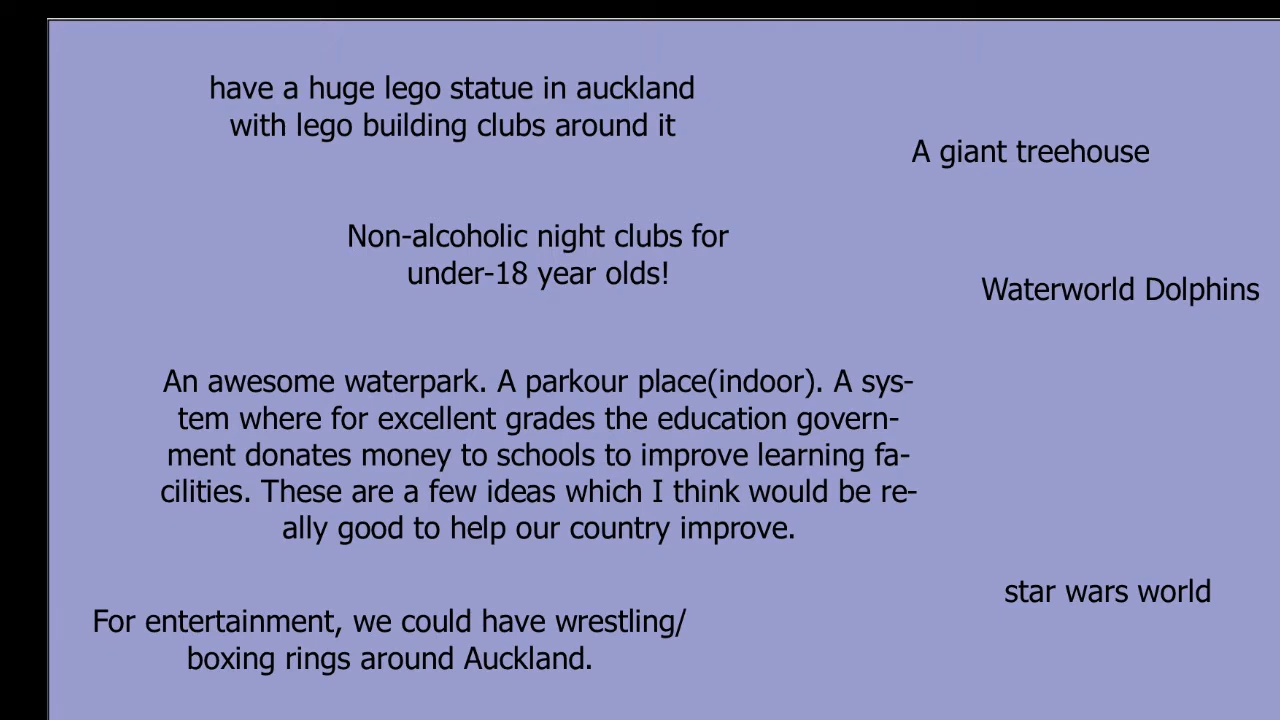 have a huge lego statue in auckland
with lego building clubs around it
A giant treehouse
Non-alcoholic night clubs for
under-18 year olds!
Waterworld Dolphins
An awesome waterpark. A parkour place(indoor). A sys-
tem where for excellent grades the education govern-
ment donates money to schools to improve learning fa-
cilities. These are a few ideas which I think would be re-
ally good to help our country improve.
star wars world
For entertainment, we could have wrestling/
boxing rings around Auckland.